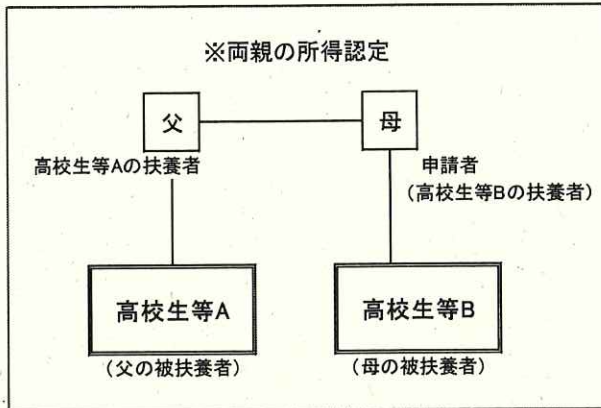 ※両親の所得認定
父
母
高校生等Aの扶養者
申請者
（高校生等Bの扶養者）
高校生等A
高校生等B
（父の被扶養者）
（母の被扶養者）